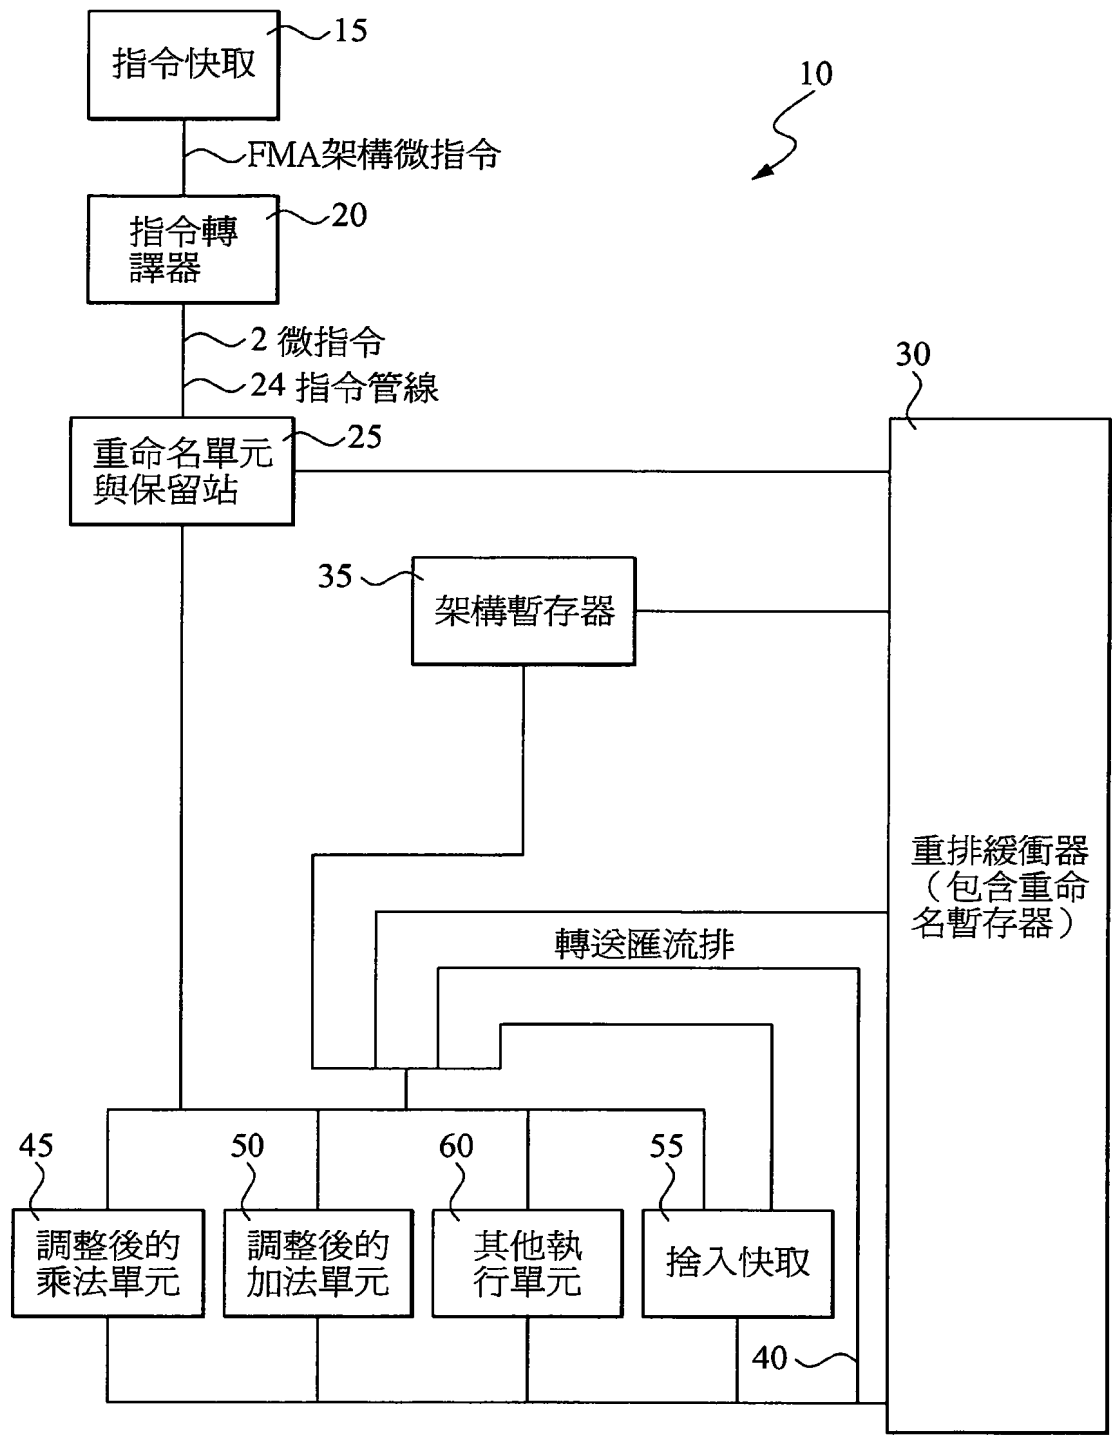 15
指令快取
10
FMA架構微指令
20
指令轉
譯器
2 微指令
24 指令管線
30
25
重命名單元
與保留站
35
架構暫存器
重排緩衝器
（包含重命
名暫存器）
轉送匯流排
45
50
60
55
調整後的
乘法單元
調整後的
加法單元
其他執
行單元
捨入快取
40